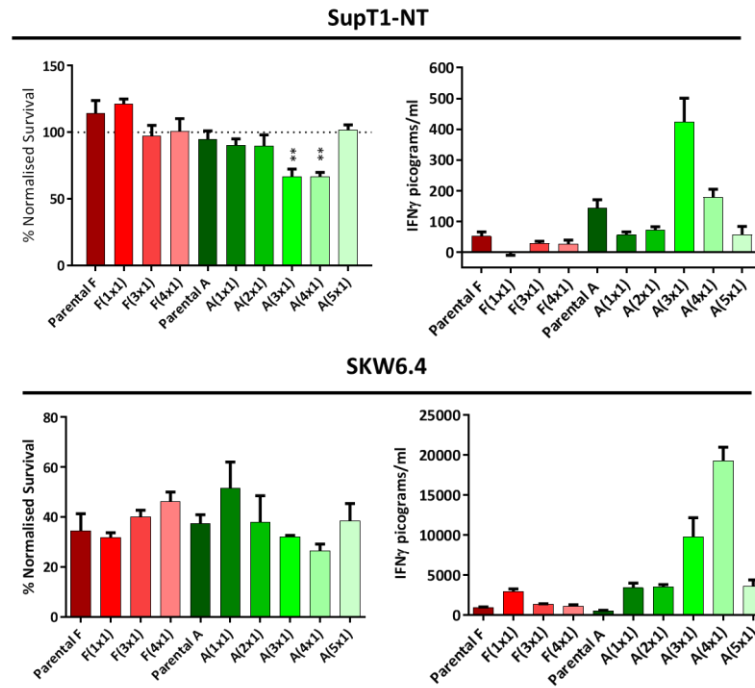 SupT1-NT
% Normalised Survival
150
100
50
0
** **
Parental F F(1x1) F(3x1) F(4x1) Parental A A(1x1) A(2x1) A(3x1) A(4x1) A(5x1)
IFNγ picograms/ml
600
500
400
300
200
100
0
Parental F F(1x1) F(3x1) F(4x1) Parental A A(1x1) A(2x1) A(3x1) A(4x1) A(5x1)
SKW6.4
% Normalised Survival
80
60
40
20
0
Parental F F(1x1) F(3x1) F(4x1) Parental A A(1x1) A(2x1) A(3x1) A(4x1) A(5x1)
IFNγ picograms/ml
25000
20000
15000
10000
5000
0
Parental F F(1x1) F(3x1) F(4x1) Parental A A(1x1) A(2x1) A(3x1) A(4x1) A(5x1)